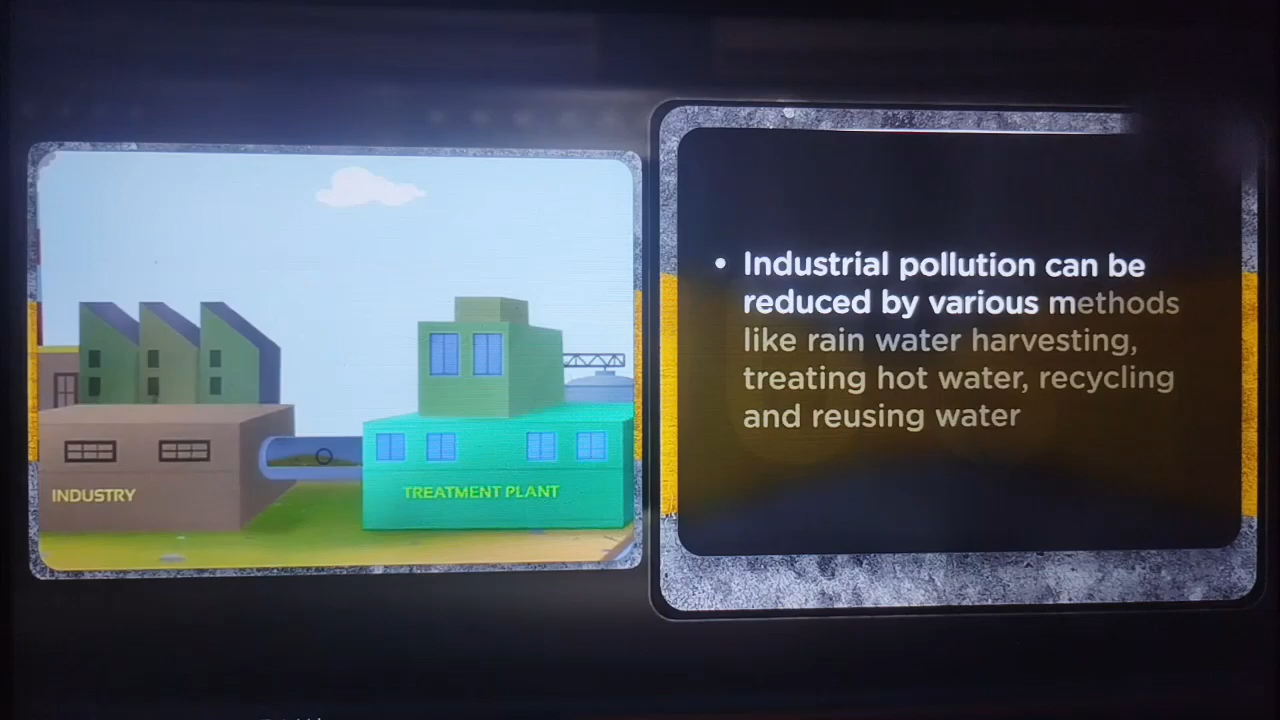 INDUSTRY
TREATMENT PLANT
• Industrial pollution can be
reduced by various methods
like rain water harvesting,
treating hot water, recycling
and reusing water